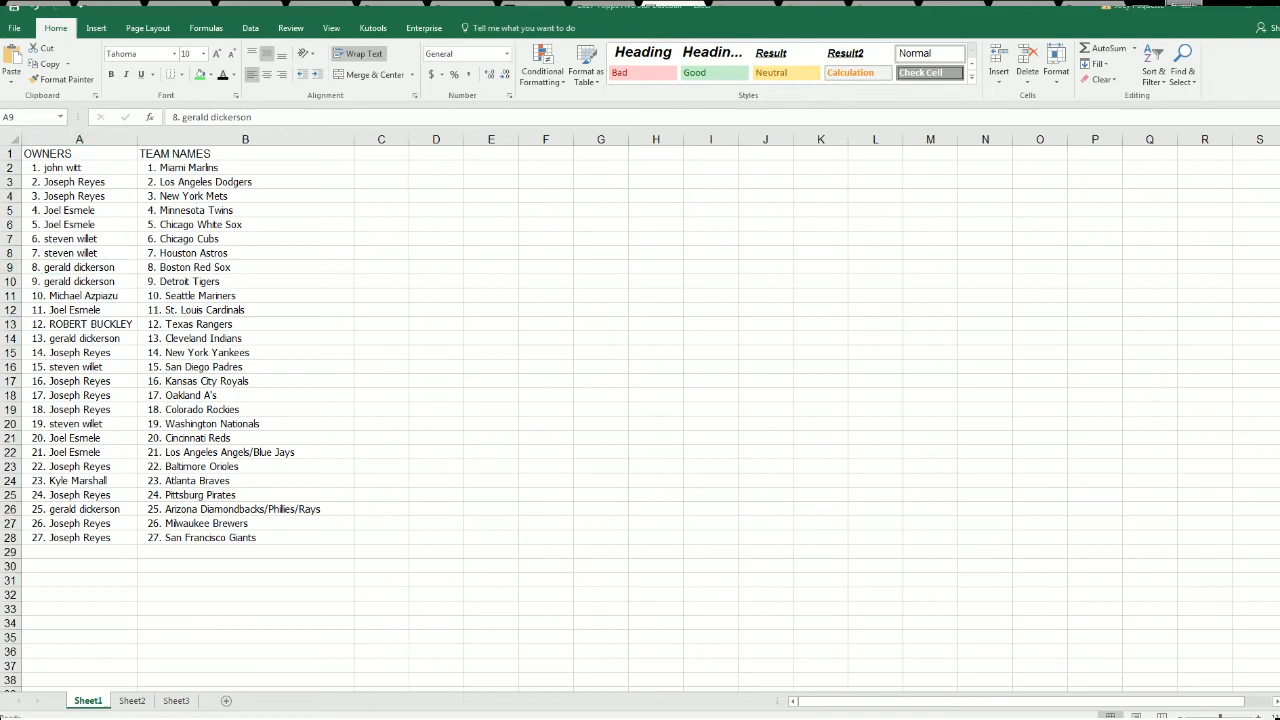 File Home Insert Page Layout Formulas Data Review View Kutools Enterprise Tell me what you want to do
Cut
Copy
Format Painter
Paste
Clipboard
Tahoma 10
B I U
Font
Wrap Text
Merge & Center
Alignment
General
$ % ,
Number
Conditional Formatting
Format as Table
Heading Headin... Result Result2 Normal
Bad Good Neutral Calculation Check Cell
Styles
Insert Delete Format
Cells
AutoSum
Fill
Clear
Sort & Filter
Find & Select
Editing
A9 fx 8. gerald dickerson
A B C D E F G H I J K L M N O P Q R S
1 OWNERS TEAM NAMES
2 1. john witt 1. Miami Marlins
3 2. Joseph Reyes 2. Los Angeles Dodgers
4 3. Joseph Reyes 3. New York Mets
5 4. Joel Esmele 4. Minnesota Twins
6 5. Joel Esmele 5. Chicago White Sox
7 6. steven willet 6. Chicago Cubs
8 7. steven willet 7. Houston Astros
9 8. gerald dickerson 8. Boston Red Sox
10 9. gerald dickerson 9. Detroit Tigers
11 10. Michael Azpiazu 10. Seattle Mariners
12 11. Joel Esmele 11. St. Louis Cardinals
13 12. ROBERT BUCKLEY 12. Texas Rangers
14 13. gerald dickerson 13. Cleveland Indians
15 14. Joseph Reyes 14. New York Yankees
16 15. steven willet 15. San Diego Padres
17 16. Joseph Reyes 16. Kansas City Royals
18 17. Joseph Reyes 17. Oakland A's
19 18. Joseph Reyes 18. Colorado Rockies
20 19. steven willet 19. Washington Nationals
21 20. Joel Esmele 20. Cincinnati Reds
22 21. Joel Esmele 21. Los Angeles Angels/Blue Jays
23 22. Joseph Reyes 22. Baltimore Orioles
24 23. Kyle Marshall 23. Atlanta Braves
25 24. Joseph Reyes 24. Pittsburg Pirates
26 25. gerald dickerson 25. Arizona Diamondbacks/Philies/Rays
27 26. Joseph Reyes 26. Milwaukee Brewers
28 27. Joseph Reyes 27. San Francisco Giants
29
30
31
32
33
34
35
36
37
38
Sheet1 Sheet2 Sheet3